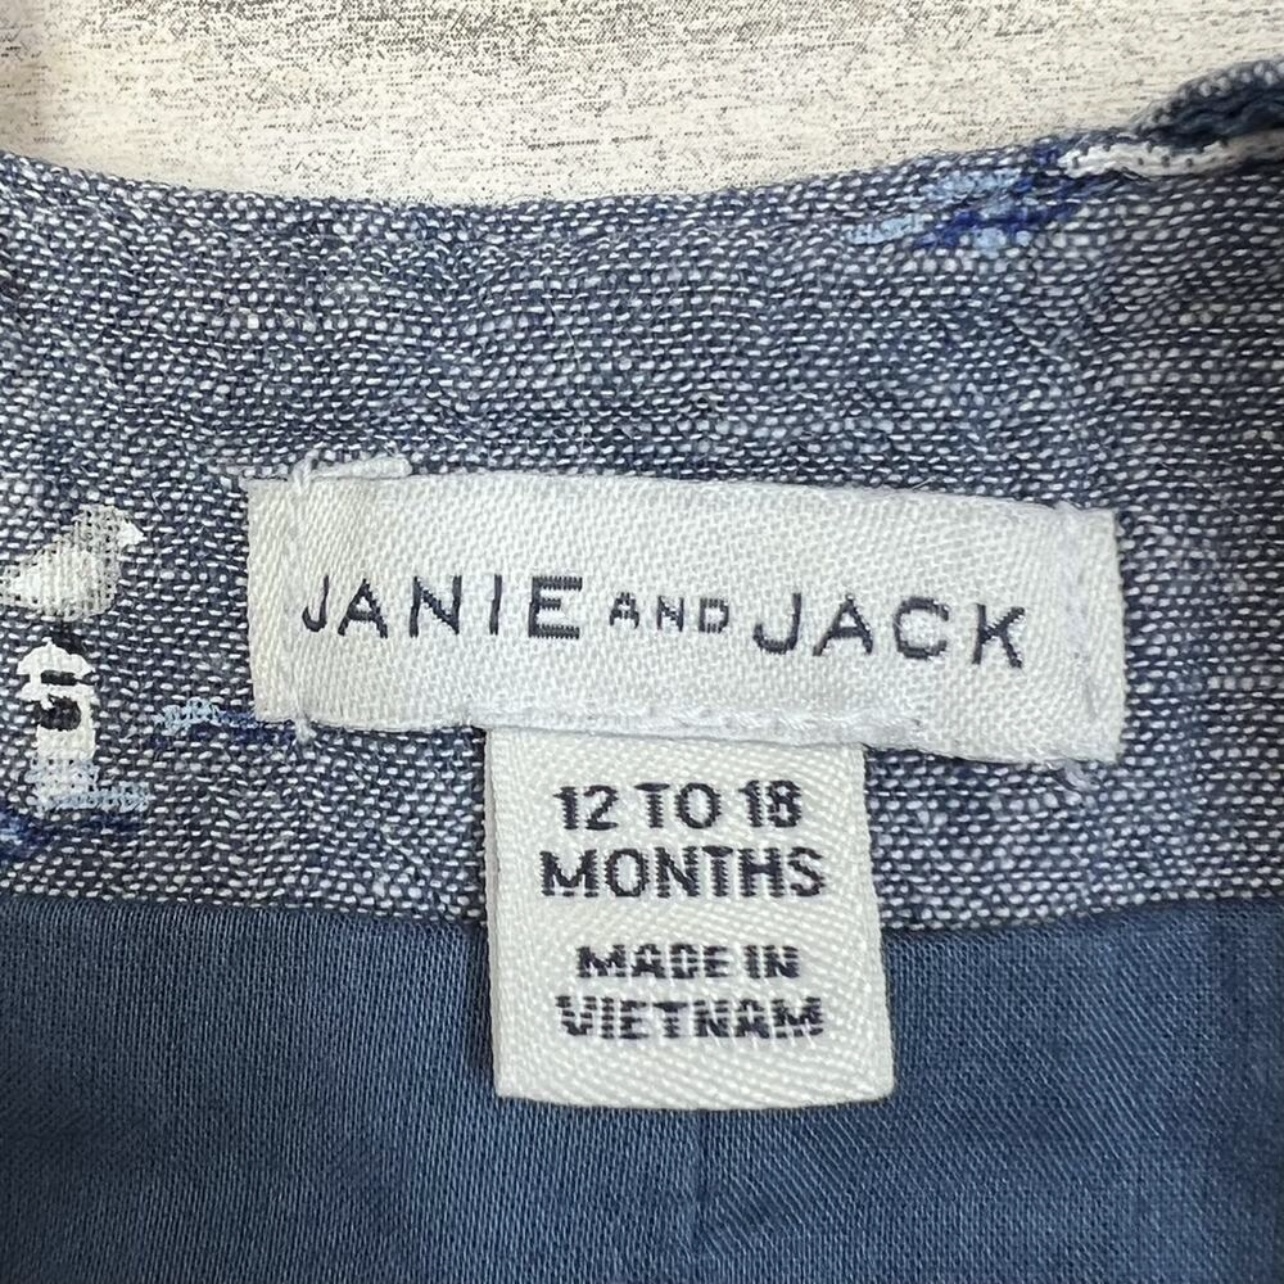 JANIE AND JACK
12 TO 18
MONTHS
MADE IN
VIETNAM